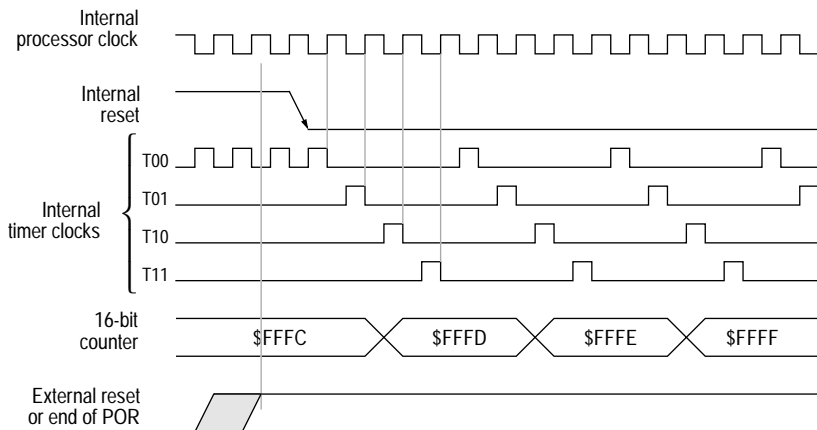 Internal
processor clock
Internal
reset
T00
T01
Internal
timer clocks
T10
T11
16-bit
counter
$FFFC
$FFFD
$FFFE
$FFFF
External reset
or end of POR